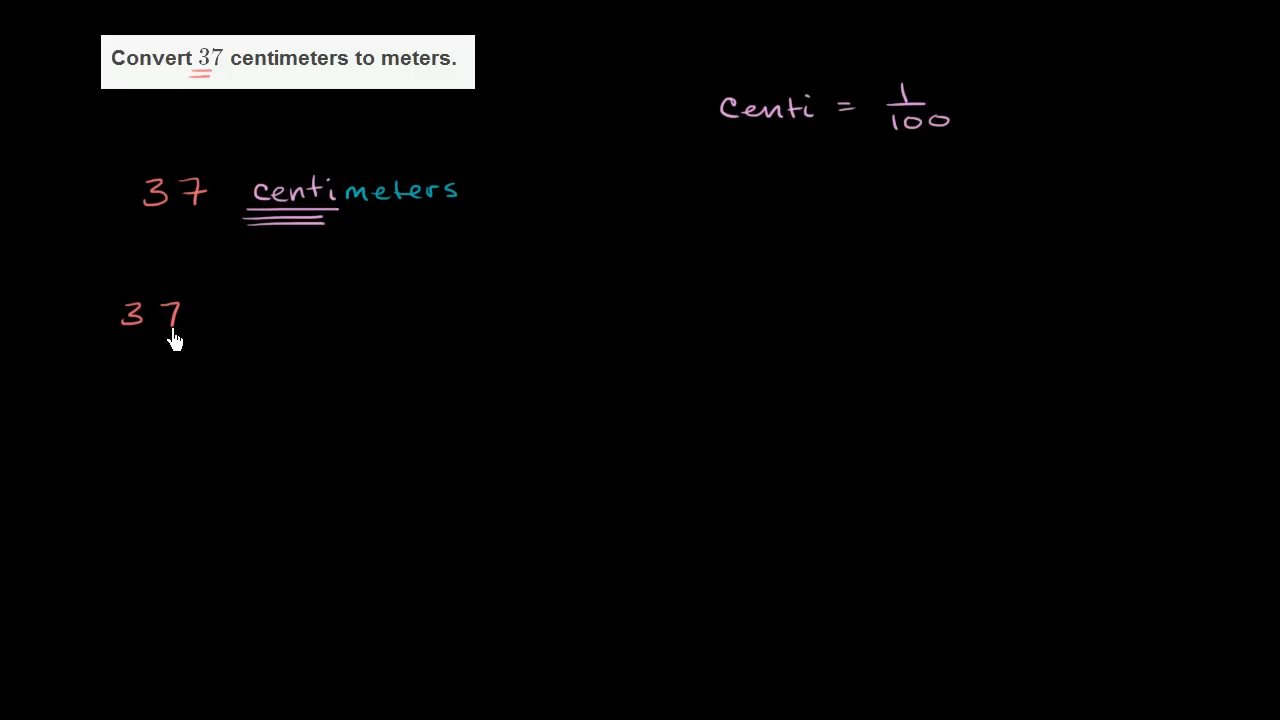 Convert 37 centimeters to meters.
centi = 1/100
37 centimeters
37